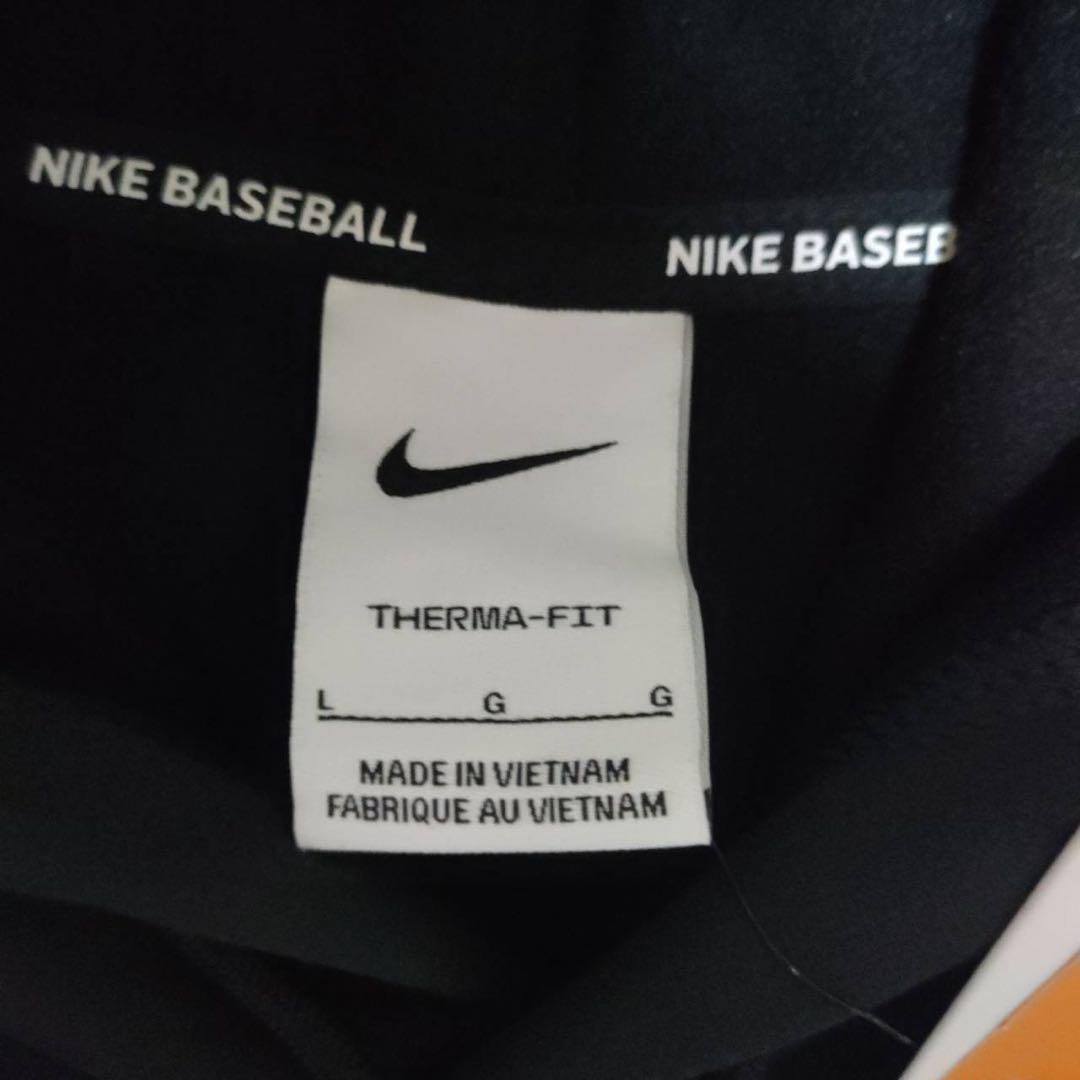 NIKE BASEBALL
NIKE BASEB
THERMA-FIT
L G G
MADE IN VIETNAM
FABRIQUE AU VIETNAM